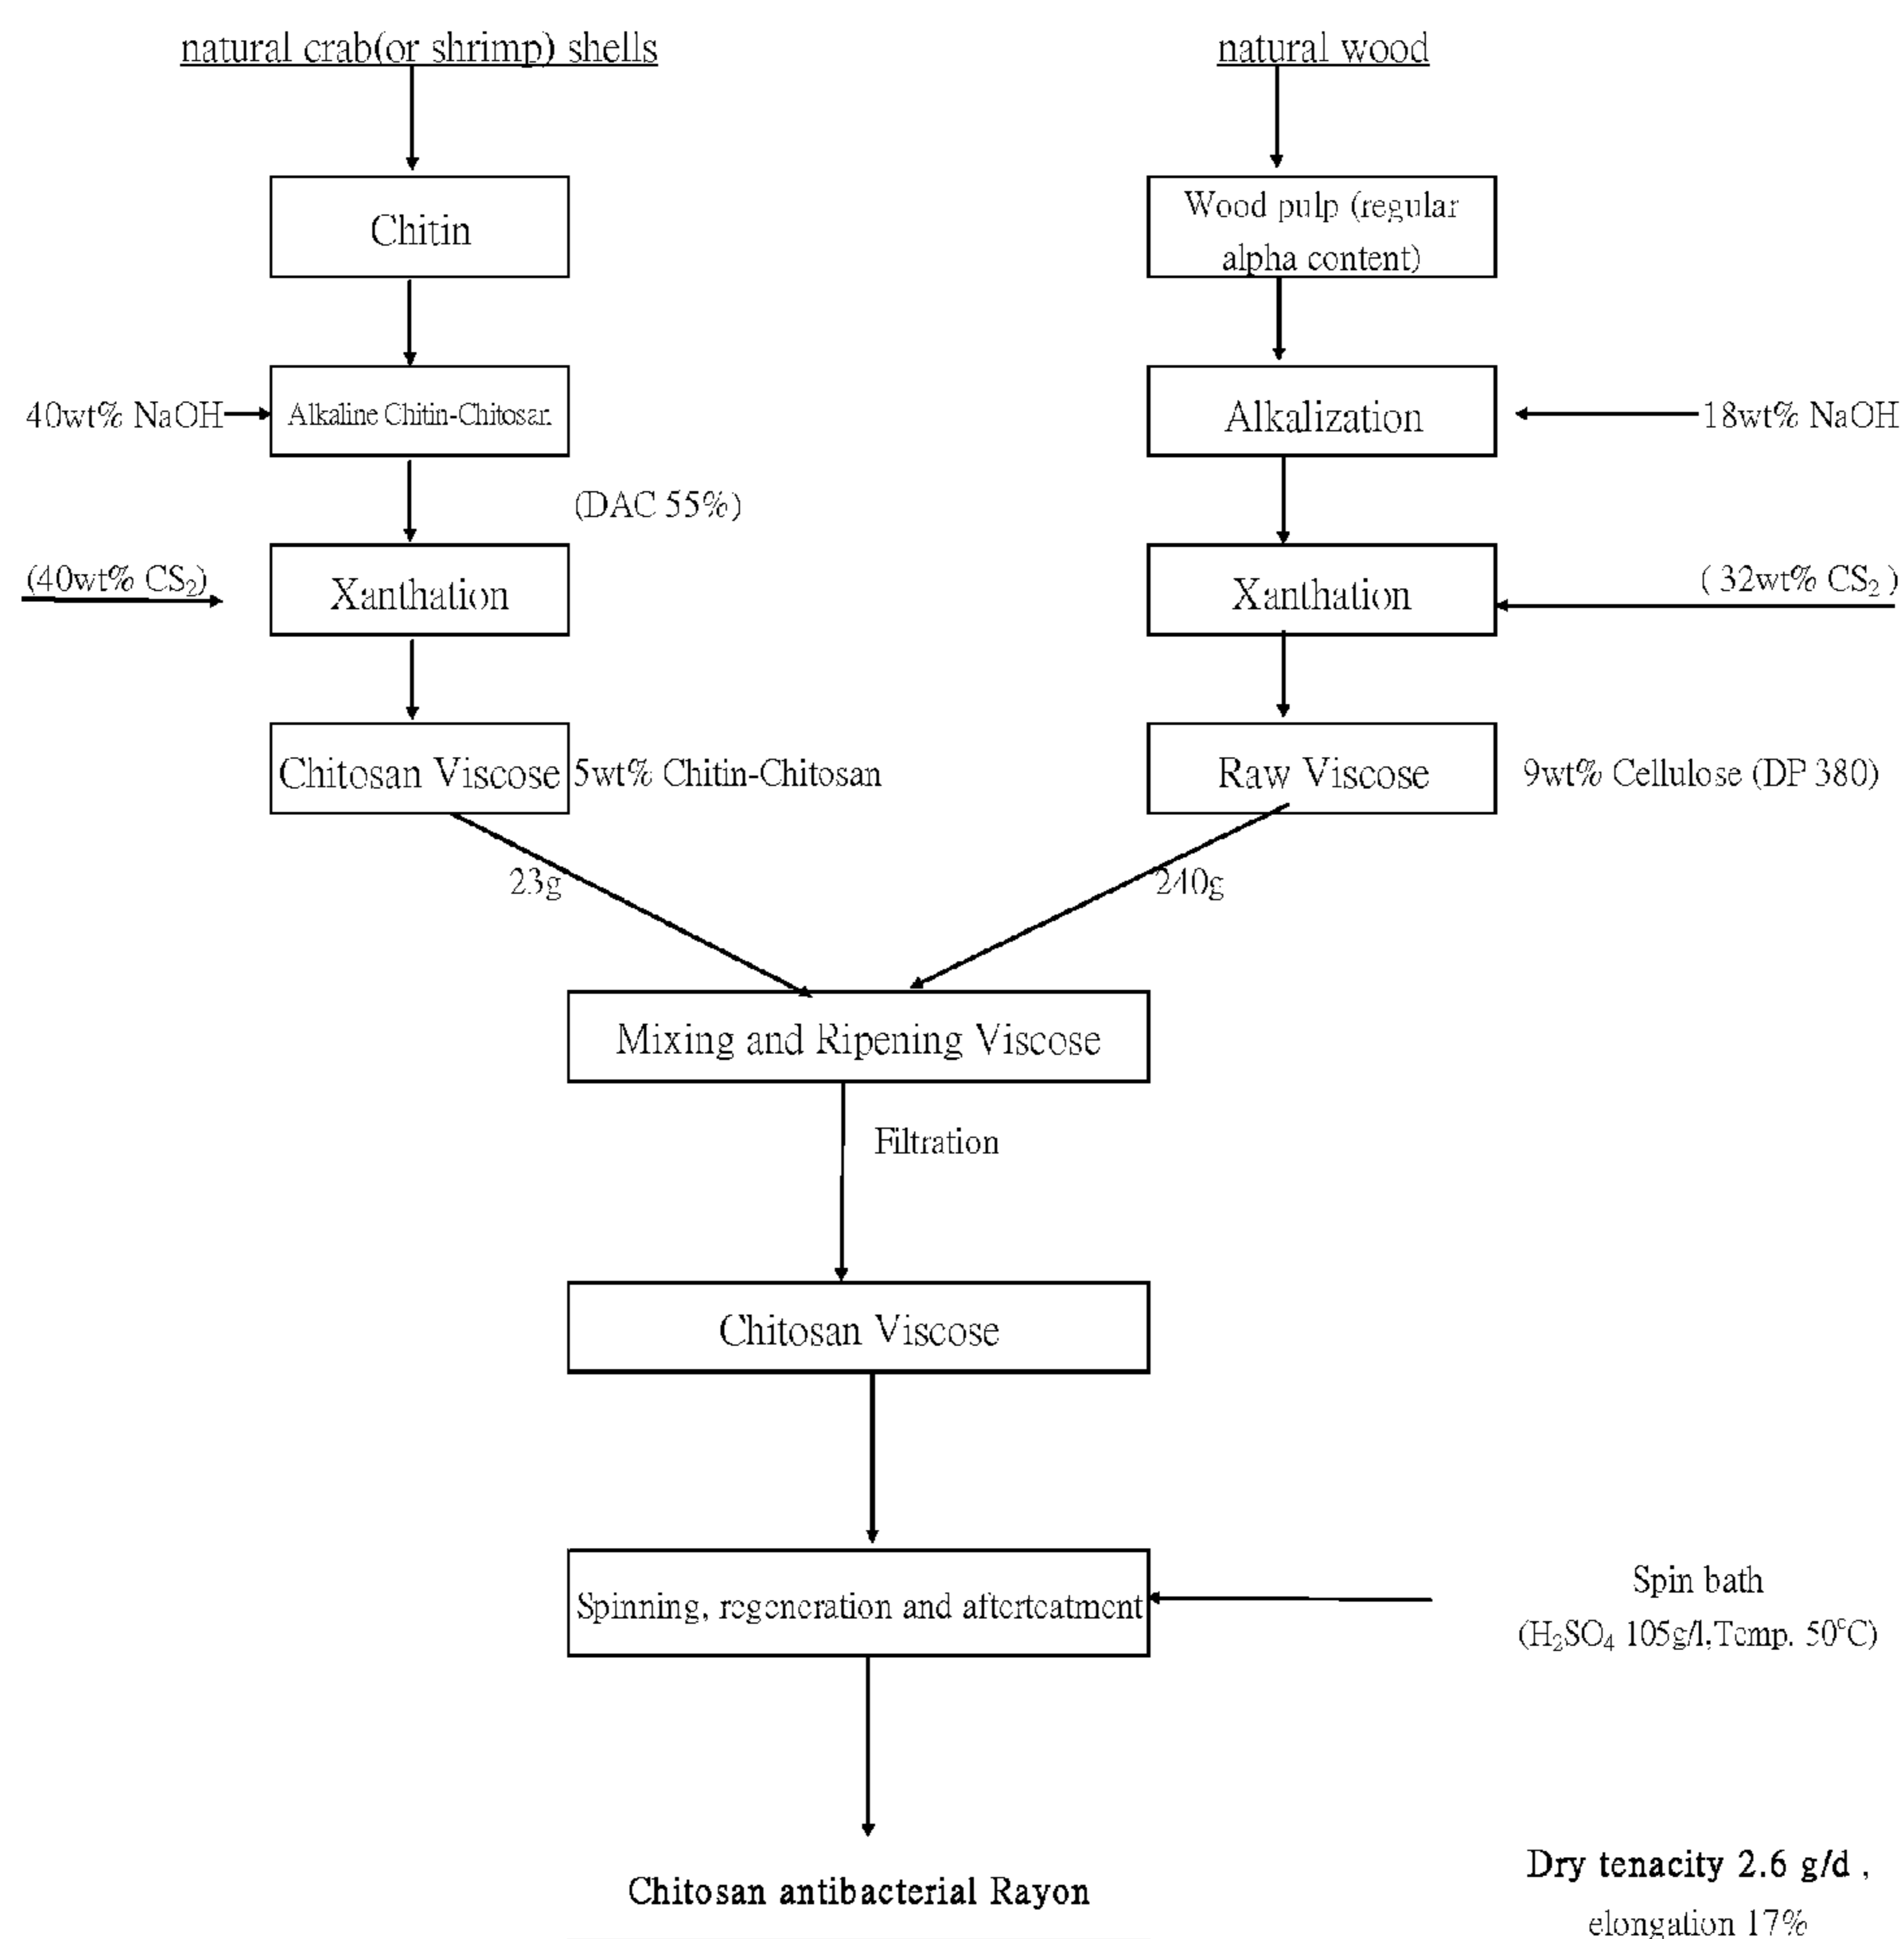 natural crab(or shrimp) shells
natural wood
Chitin
Wood pulp (regular
alpha content)
40wt% NaOH
Alkaline Chitin-Chitosan
Alkalization
18wt% NaOH
(DAC 55%)
(40wt% CS₂)
Xanthation
Xanthation
( 32wt% CS₂ )
Chitosan Viscose
5wt% Chitin-Chitosan
Raw Viscose
9wt% Cellulose (DP 380)
23g
240g
Mixing and Ripening Viscose
Filtration
Chitosan Viscose
Spinning, regeneration and afterteatment
Spin bath
(H₂SO₄ 105g/l,Temp. 50°C)
Chitosan antibacterial Rayon
Dry tenacity 2.6 g/d ,
elongation 17%